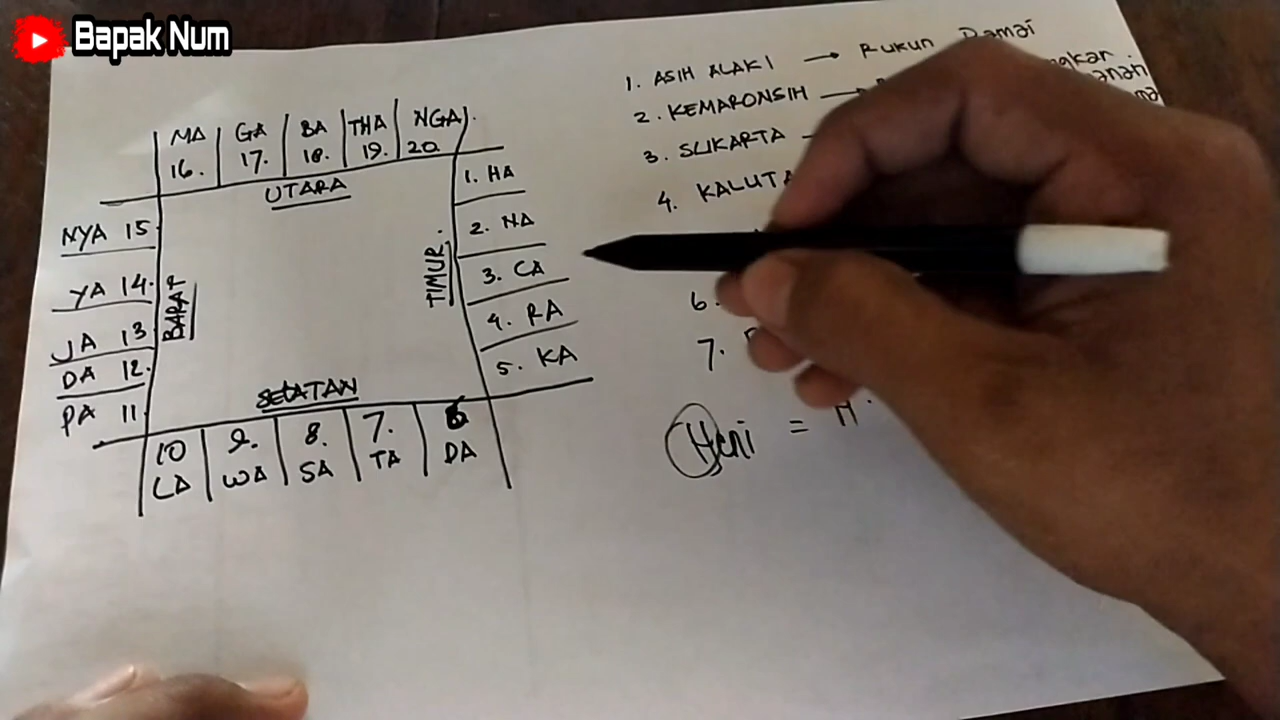 Bapak Num
MA GA BA THA NGA
16. 17. 18. 19. 20.
UTARA
NYA 15
YA 14.
JA 13
DA 12.
PA 11.
BARAT
TIMUR.
1. HA
2. NA
3. CA
4. RA
5. KA
SELATAN
10 9. 8. 7. 6
LA WA SA TA DA
1. ASIH ALAKI → RUKUN Damai
2. KEMARONSIH →
3. SUKARTA
4. KALUTA
6.
7.
Heni = H